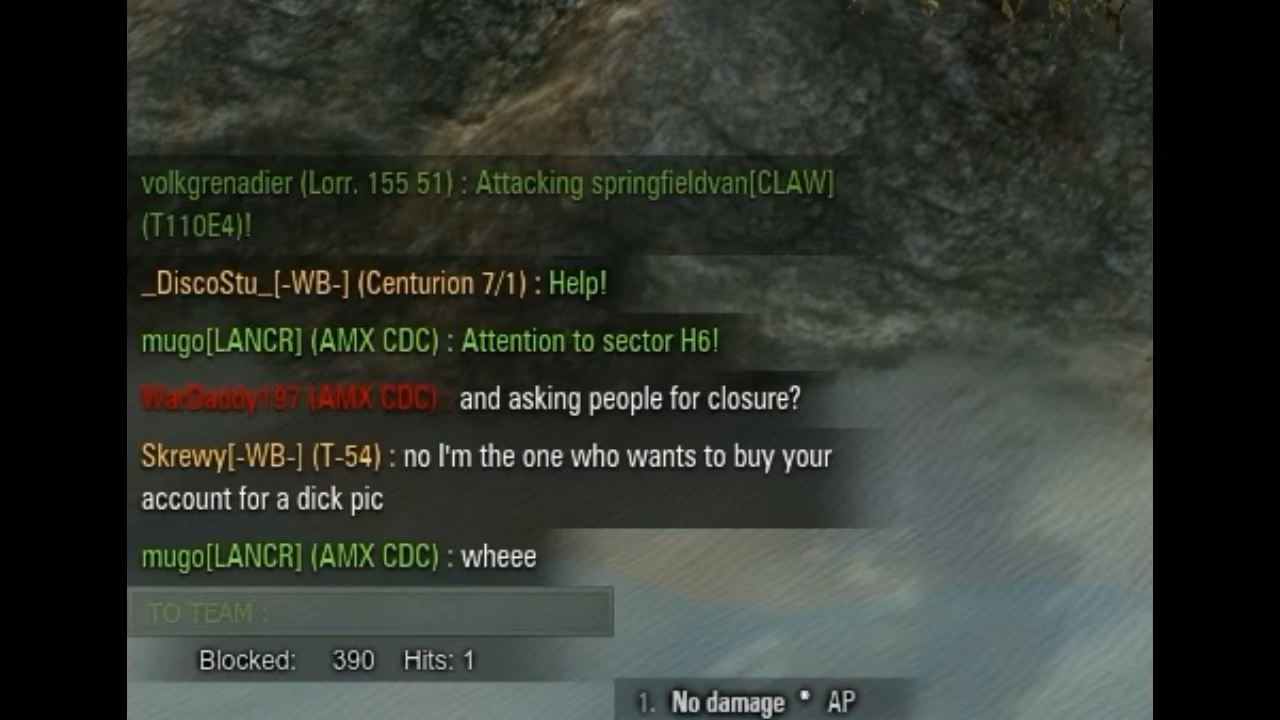 volkgrenadier (Lorr. 155 51) : Attacking springfieldvan[CLAW]
(T110E4)!
_DiscoStu_[-WB-] (Centurion 7/1) : Help!
mugo[LANCR] (AMX CDC) : Attention to sector H6!
WarDaddy197 (AMX CDC) : and asking people for closure?
Skrewy[-WB-] (T-54) : no I'm the one who wants to buy your
account for a dick pic
mugo[LANCR] (AMX CDC) : wheee
TO TEAM :
Blocked: 390 Hits: 1
1. No damage * AP